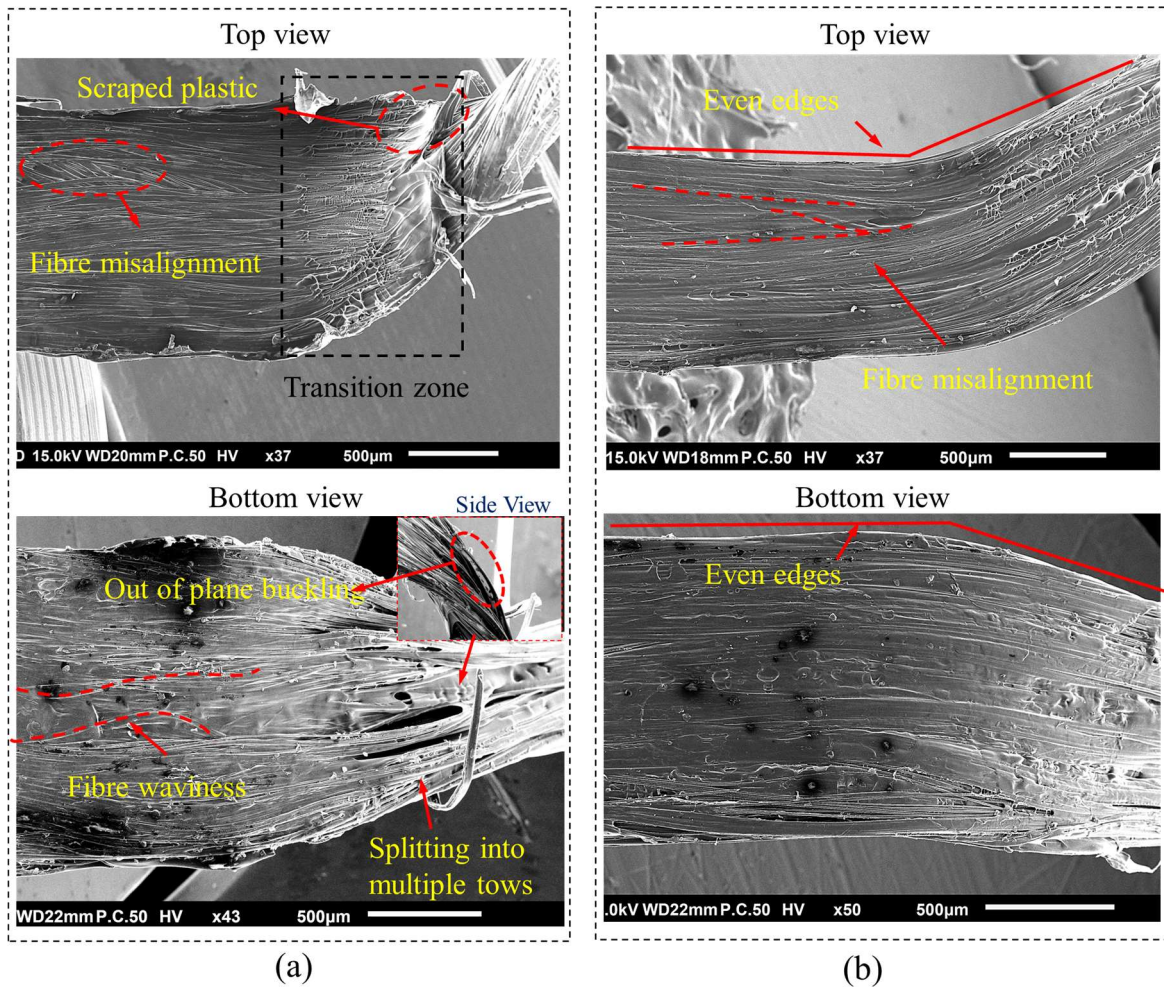 Top view
Scraped plastic
Fibre misalignment
Transition zone
D 15.0kV WD20mm P.C.50 HV x37 500µm
Bottom view
Side View
Out of plane buckling
Fibre waviness
Splitting into
multiple tows
WD22mm P.C.50 HV x43 500µm
(a)
Top view
Even edges
Fibre misalignment
15.0kV WD18mm P.C.50 HV x37 500µm
Bottom view
Even edges
.0kV WD22mm P.C.50 HV x50 500µm
(b)